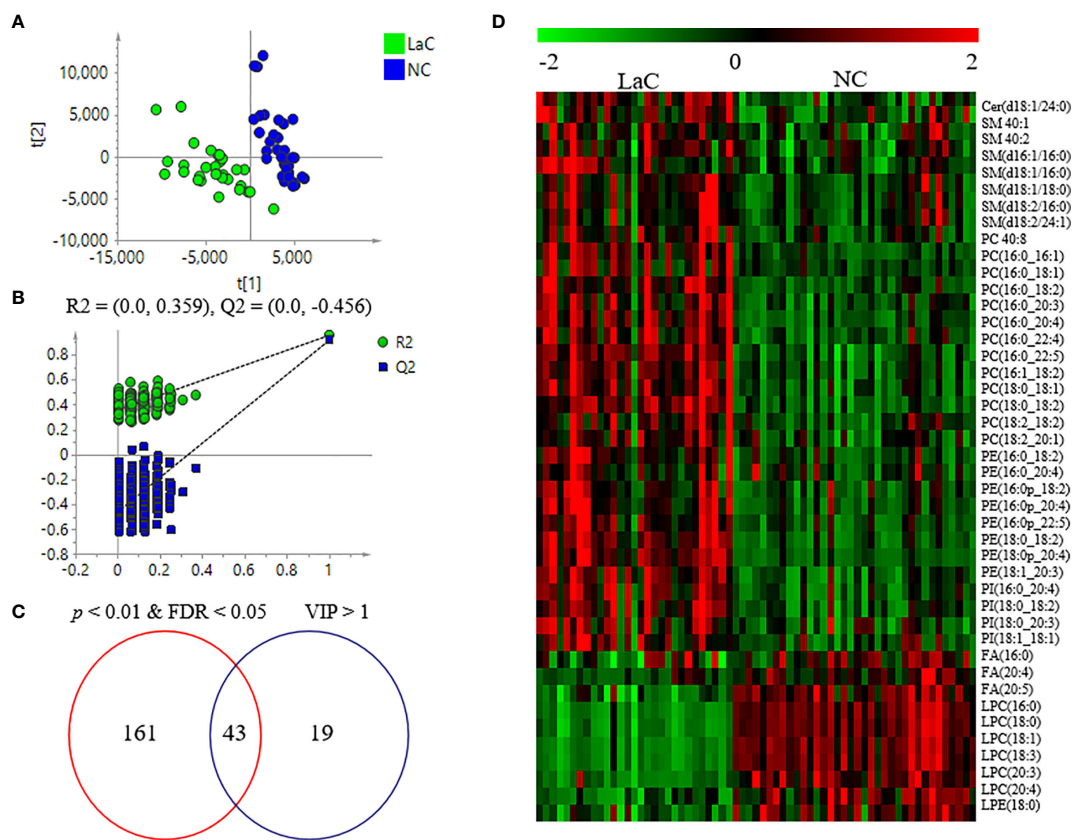 A
LaC
NC
10,000
5,000
0
-5,000
-10,000
-15,000
-5,000
5,000
t[2]
t[1]
B
R2 = (0.0, 0.359), Q2 = (0.0, -0.456)
R2
Q2
0.8
0.6
0.4
0.2
0
-0.2
-0.4
-0.6
-0.8
-0.2
0
0.2
0.4
0.6
0.8
1
C
p < 0.01 & FDR < 0.05
VIP > 1
161
43
19
D
-2
0
2
LaC
NC
Cer(d18:1/24:0)
SM 40:1
SM 40:2
SM(d16:1/16:0)
SM(d18:1/16:0)
SM(d18:1/18:0)
SM(d18:2/16:0)
SM(d18:2/24:1)
PC 40:8
PC(16:0_16:1)
PC(16:0_18:1)
PC(16:0_18:2)
PC(16:0_20:3)
PC(16:0_20:4)
PC(16:0_22:4)
PC(16:0_22:5)
PC(16:1_18:2)
PC(18:0_18:1)
PC(18:0_18:2)
PC(18:2_18:2)
PC(18:2_20:1)
PE(16:0_18:2)
PE(16:0_20:4)
PE(16:0p_18:2)
PE(16:0p_20:4)
PE(16:0p_22:5)
PE(18:0_18:2)
PE(18:0p_20:4)
PE(18:1_20:3)
PI(16:0_20:4)
PI(18:0_18:2)
PI(18:0_20:3)
PI(18:1_18:1)
FA(16:0)
FA(20:4)
FA(20:5)
LPC(16:0)
LPC(18:0)
LPC(18:1)
LPC(18:3)
LPC(20:3)
LPC(20:4)
LPE(18:0)